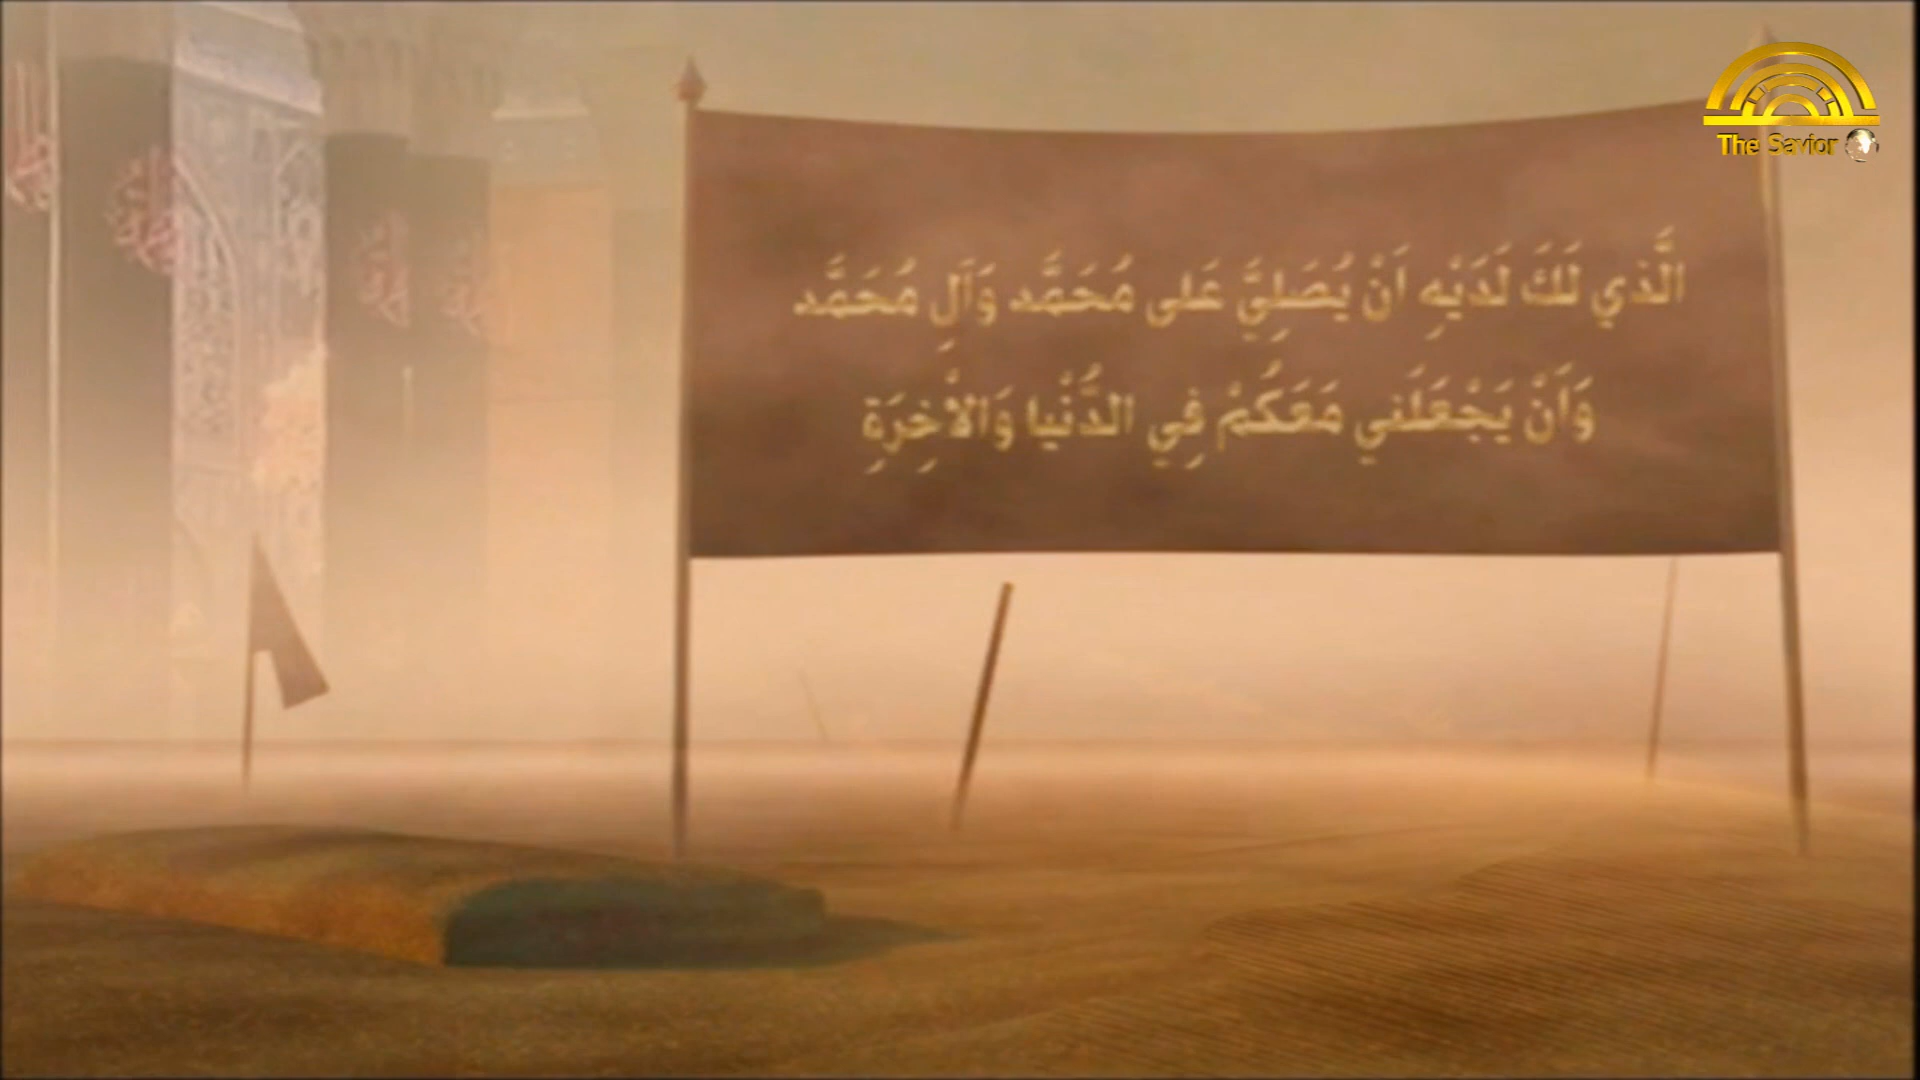 The Savior
الَّذي لَكَ لَدَيْهِ اَنْ يُصَلِيَّ عَلى مُحَمَّد وَآلِ مُحَمَّد
وَاَنْ يَجْعَلَني مَعَكُمْ فِي الدُّنْيا وَالاْخِرَةِ